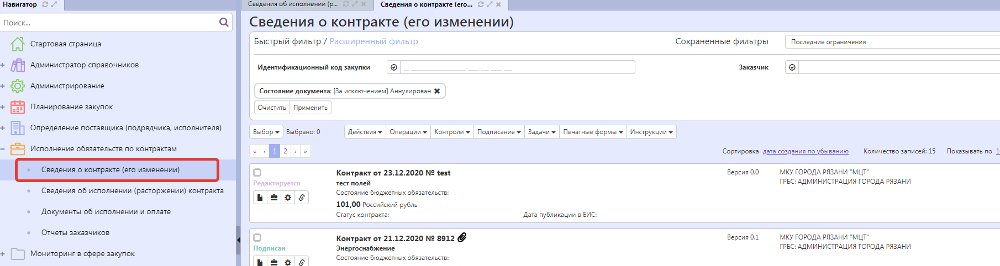 Навигатор
Поиск...
Стартовая страница
Администратор справочников
Администрирование
Планирование закупок
Определение поставщика (подрядчика, исполнителя)
Исполнение обязательств по контрактам
Сведения о контракте (его изменении)
Сведения об исполнении (расторжении) контракта
Документы об исполнении и оплате
Отчеты заказчиков
Мониторинг в сфере закупок
Сведения об исполнении (р...
Сведения о контракте (его...
Сведения о контракте (его изменении)
Быстрый фильтр / Расширенный фильтр
Сохраненные фильтры
Последние ограничения
Идентификационный код закупки
Заказчик
Состояние документа: [За исключением] Аннулирован
Очистить Применить
Выбор Выбрано: 0 Действия Операции Контроли Подписание Задачи Печатные формы Инструкции
« ‹ 1 2 › » Сортировка дата создания по убыванию Количество записей: 15 Показывать по
Контракт от 23.12.2020 № test Версия 0.0 МКУ ГОРОДА РЯЗАНИ "МЦТ"
Редактируется тест полей ГРБС: АДМИНИСТРАЦИЯ ГОРОДА РЯЗАНИ
Состояние бюджетных обязательств:
101,00 Российский рубль
Статус контракта: Дата публикации в ЕИС:
Контракт от 21.12.2020 № 8912 Версия 0.1 МКУ ГОРОДА РЯЗАНИ "МЦТ"
Подписан Энергоснабжение ГРБС: АДМИНИСТРАЦИЯ ГОРОДА РЯЗАНИ
Состояние бюджетных обязательств: